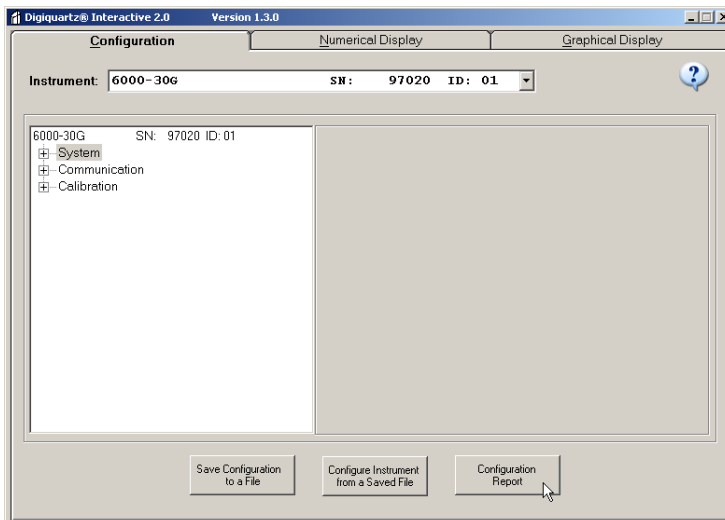 Digiquartz® Interactive 2.0 Version 1.3.0
Configuration Numerical Display Graphical Display
Instrument: 6000-30G SN: 97020 ID: 01
?
6000-30G SN: 97020 ID: 01
System
Communication
Calibration
Save Configuration Configure Instrument Configuration
to a File from a Saved File Report